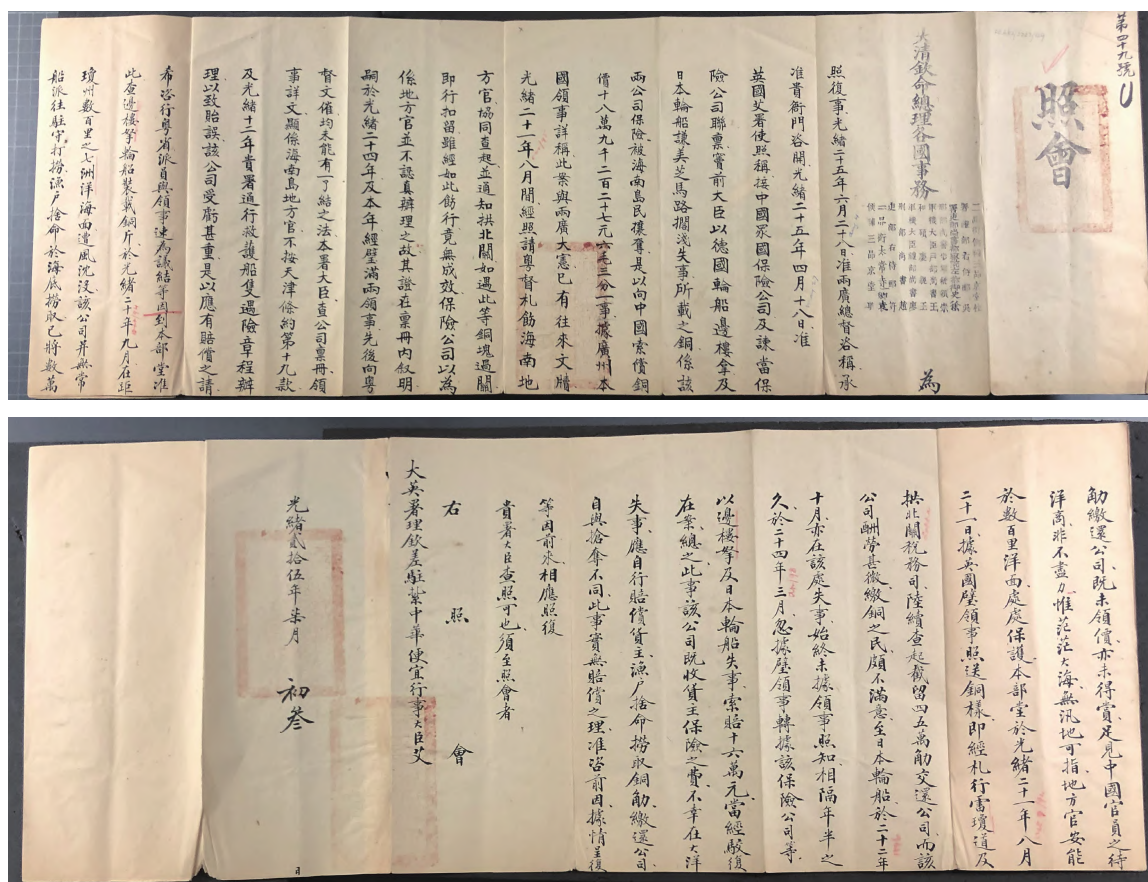 第四十九號
照會
大清欽命總理各國事務
為
照復事光緒二十五年六月二十八日准兩廣總督咨稱承
准貴衙門咨開光緒二十五年四月十八日准
英國艾署使照稱接中國眾國保險公司及諫當保
險公司聯票實前大臣以德國輪船邊樓拿及
日本輪船謙美芝馬路擱淺失事所載之銅係該
兩公司保險被海南島民攘奪是以向中國索償銅
價十八萬九千二百二十七元六毛三分一事據廣州本
國領事詳稱此案與兩廣大憲已有往來文牘
光緒二十一年八月間經照請粵督札飭海南地
方官協同查起並通知拱北關如遇此等銅塊過關
即行扣留雖經如此飭行竟無成效保險公司以為
係地方官並不認真辦理之故其證在稟冊內叙明
嗣於光緒二十四年及本年經璧滿兩領事先後向粵
督文催均未能有了結之法本署大臣查公司稟冊領
事詳文顯係海南島地方官不按天津條約第十九款
及光緒十二年貴署通行救護船隻遇險章程辦
理以致貽誤該公司受虧甚重是以應有賠償之請
希咨行粵省派員與領事速為議結等因到本部堂准
此查邊樓拏輪船裝載銅斤於光緒二十年九月在距
瓊州數百里之七洲洋海面遭風沈沒該公司并無常
船派往駐守打撈漁戶捨命於海底撈取已將數萬
觔繳還公司既未領價亦未得賞足見中國官員之待
洋商非不盡力惟茫茫大海無汛地可指地方官安能
於數百里洋面處處保護本部堂於光緒二十一年八月
二十一日據英國璧領事照送銅樣即經札行雷瓊道及
拱北關稅務司陸續查起截留四五萬觔交還公司而該
公司酬勞甚微繳銅之民頗不滿意至日本輪船於二十二年
十月亦在該處失事始終未據領事照知相隔年半之
久於二十四年三月忽據璧領事轉據該保險公司等
以邊樓拏及日本輪船失事索賠十六萬元當經駁復
在案總之此事該公司既收貨主保險之費不幸在大洋
失事應自行賠償貨主漁戶捨命撈取銅觔繳還公司
自與搶奪不同此事實無賠償之理准咨前因據情呈復
等因前來相應照復
貴署大臣查照可也須至照會者
右照會
大英署理欽差駐紮中華便宜行事大臣艾
光緒貳拾伍年柒月初叁
日